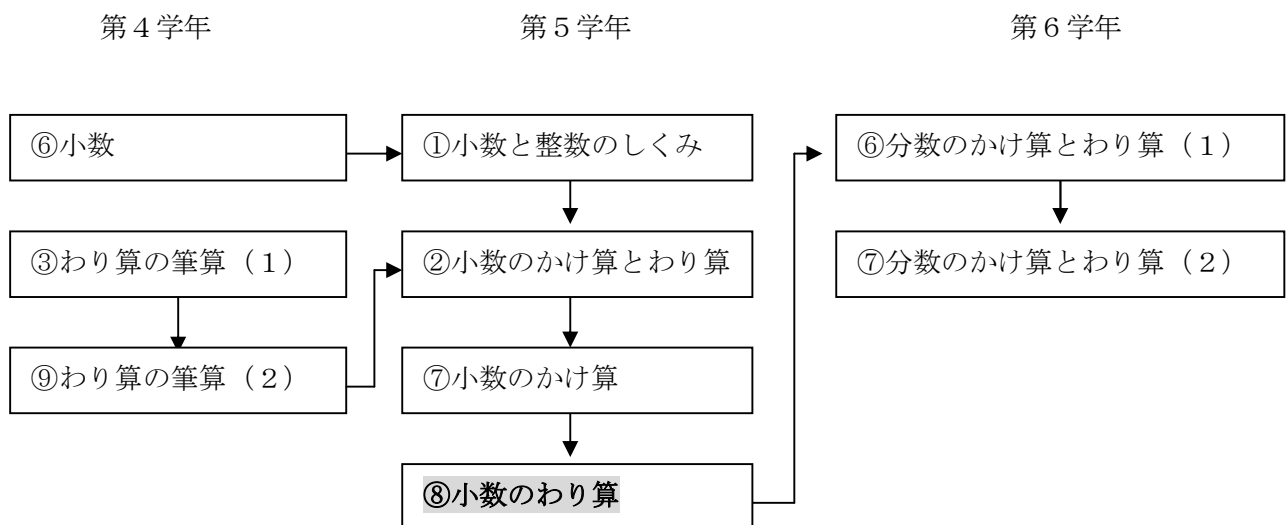 第４学年
第５学年
第６学年
⑥小数
①小数と整数のしくみ
⑥分数のかけ算とわり算（１）
③わり算の筆算（１）
②小数のかけ算とわり算
⑦分数のかけ算とわり算（２）
⑨わり算の筆算（２）
⑦小数のかけ算
⑧小数のわり算